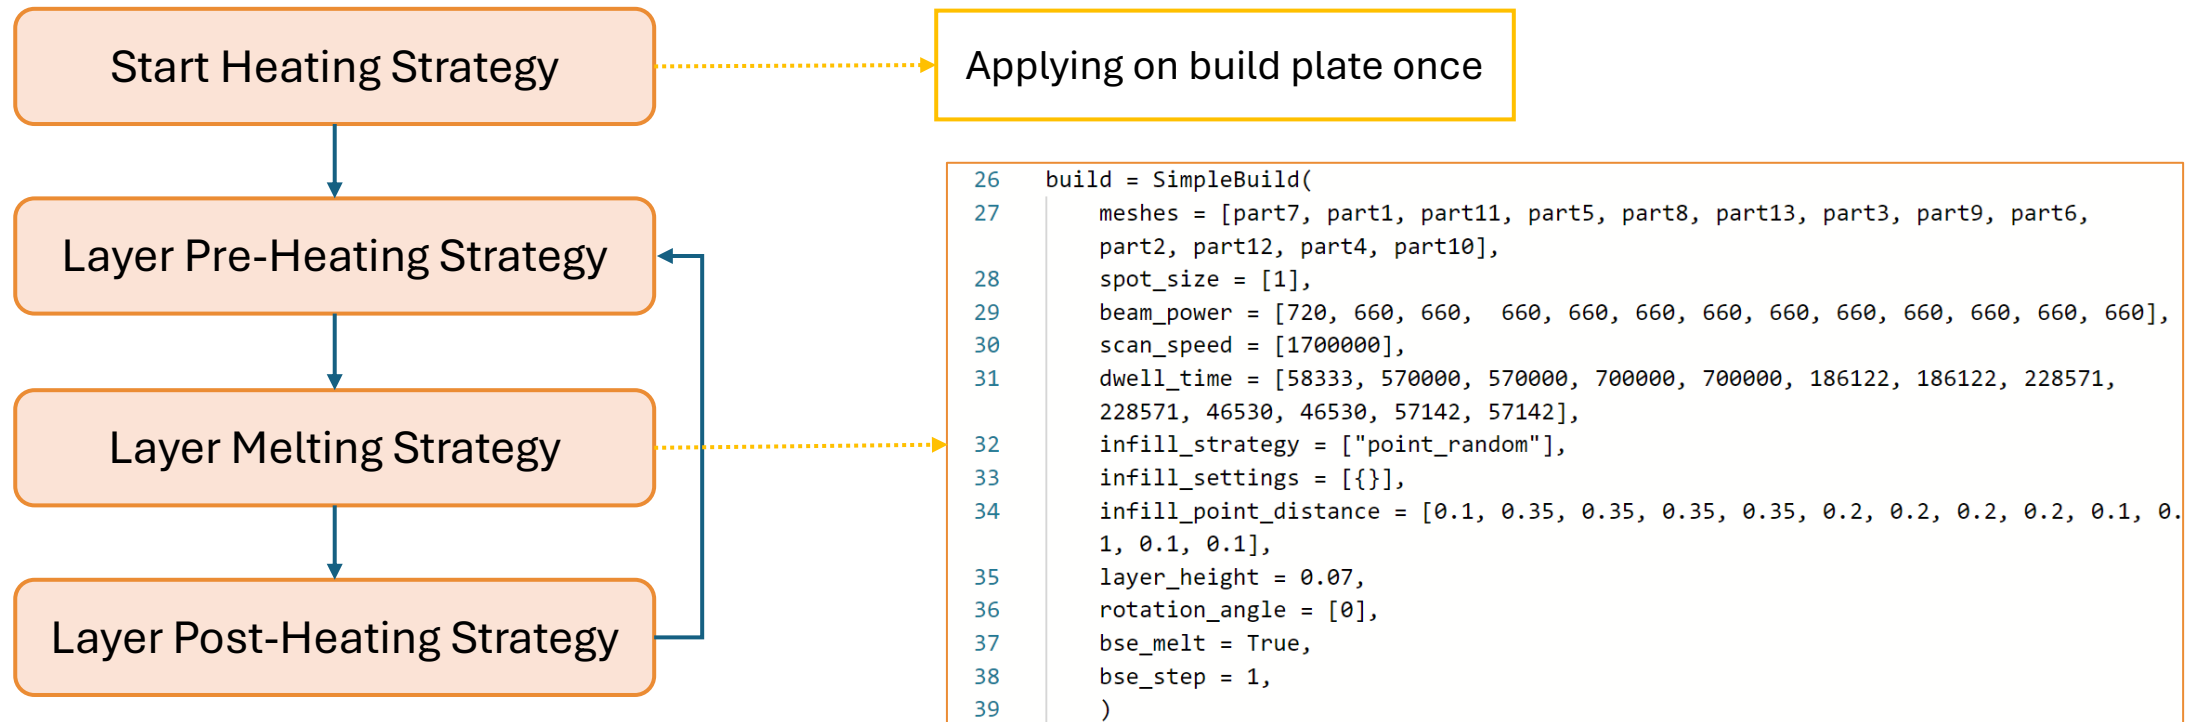 Start Heating Strategy
Applying on build plate once
Layer Pre-Heating Strategy
Layer Melting Strategy
Layer Post-Heating Strategy
26 build = SimpleBuild(
27 meshes = [part7, part1, part11, part5, part8, part13, part3, part9, part6,
part2, part12, part4, part10],
28 spot_size = [1],
29 beam_power = [720, 660, 660,  660, 660, 660, 660, 660, 660, 660, 660, 660, 660],
30 scan_speed = [1700000],
31 dwell_time = [58333, 570000, 570000, 700000, 700000, 186122, 186122, 228571,
228571, 46530, 46530, 57142, 57142],
32 infill_strategy = ["point_random"],
33 infill_settings = [{}],
34 infill_point_distance = [0.1, 0.35, 0.35, 0.35, 0.35, 0.2, 0.2, 0.2, 0.2, 0.1, 0.
1, 0.1, 0.1],
35 layer_height = 0.07,
36 rotation_angle = [0],
37 bse_melt = True,
38 bse_step = 1,
39 )